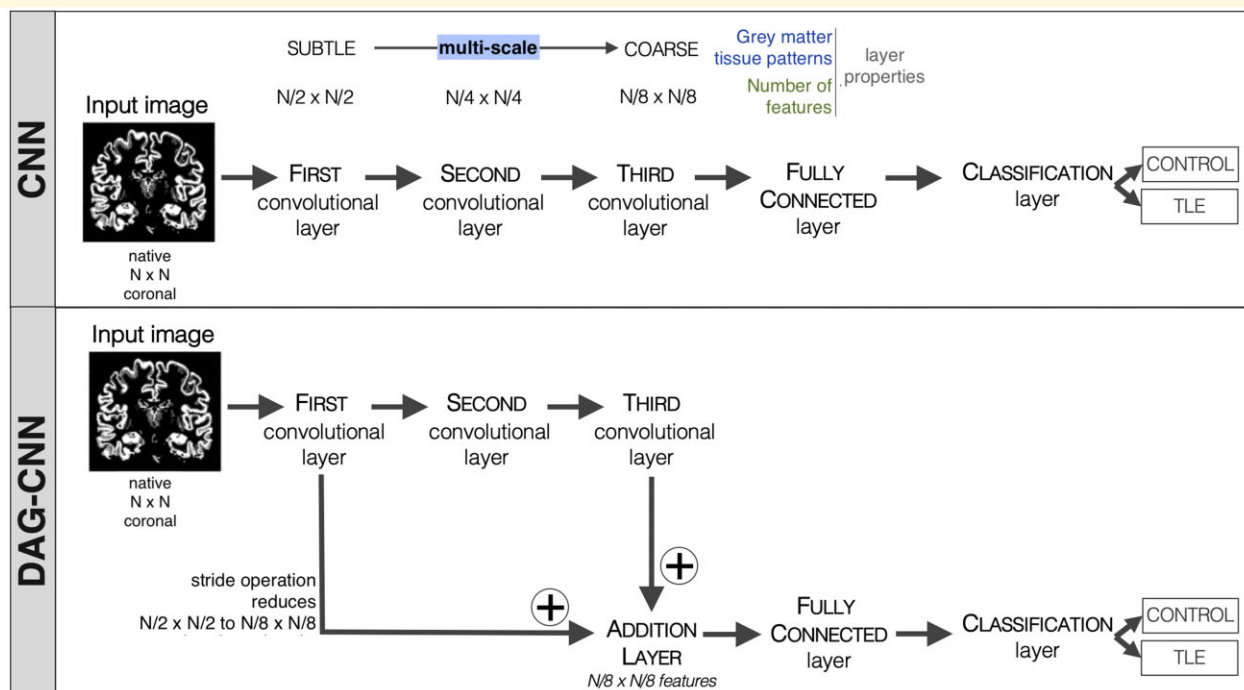 CNN
SUBTLE
multi-scale
COARSE
Grey matter
tissue patterns
Number of
features
layer
properties
N/2 x N/2
N/4 x N/4
N/8 x N/8
Input image
native
N x N
coronal
FIRST
convolutional
layer
SECOND
convolutional
layer
THIRD
convolutional
layer
FULLY
CONNECTED
layer
CLASSIFICATION
layer
CONTROL
TLE
DAG-CNN
Input image
native
N x N
coronal
FIRST
convolutional
layer
SECOND
convolutional
layer
THIRD
convolutional
layer
stride operation
reduces
N/2 x N/2 to N/8 x N/8
+
+
ADDITION
LAYER
N/8 x N/8 features
FULLY
CONNECTED
layer
CLASSIFICATION
layer
CONTROL
TLE